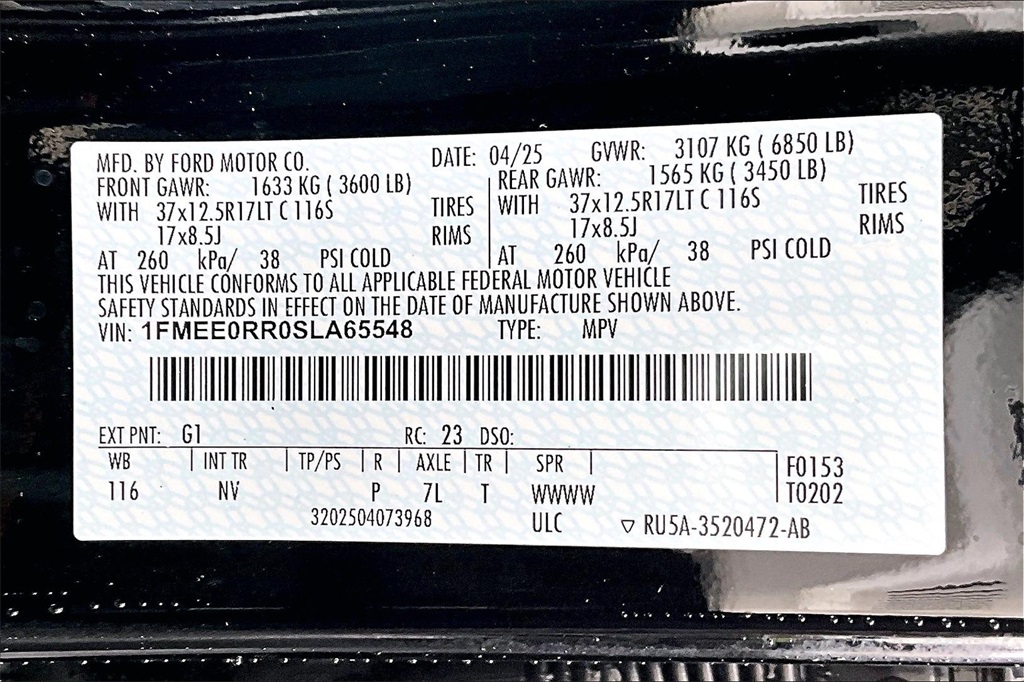 MFD. BY FORD MOTOR CO. DATE: 04/25 GVWR: 3107 KG ( 6850 LB)
FRONT GAWR: 1633 KG ( 3600 LB) REAR GAWR: 1565 KG ( 3450 LB)
WITH 37x12.5R17LT C 116S TIRES WITH 37x12.5R17LT C 116S TIRES
17x8.5J RIMS 17x8.5J RIMS
AT 260 kPa/ 38 PSI COLD AT 260 kPa/ 38 PSI COLD
THIS VEHICLE CONFORMS TO ALL APPLICABLE FEDERAL MOTOR VEHICLE
SAFETY STANDARDS IN EFFECT ON THE DATE OF MANUFACTURE SHOWN ABOVE.
VIN: 1FMEE0RR0SLA65548 TYPE: MPV
EXT PNT: G1 RC: 23 DSO:
WB | INT TR | TP/PS | R | AXLE | TR | SPR | F0153
116 NV P 7L T WWWW T0202
3202504073968 ULC ▽ RU5A-3520472-AB